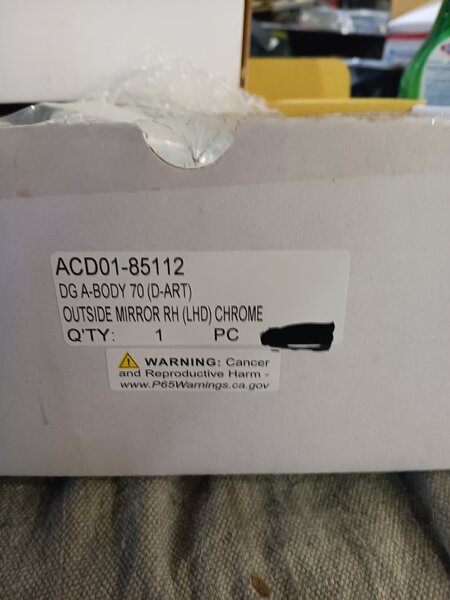 ACD01-85112
DG A-BODY 70 (D-ART)
OUTSIDE MIRROR RH (LHD) CHROME
Q'TY: 1 PC
WARNING: Cancer
and Reproductive Harm -
www.P65Warnings.ca.gov